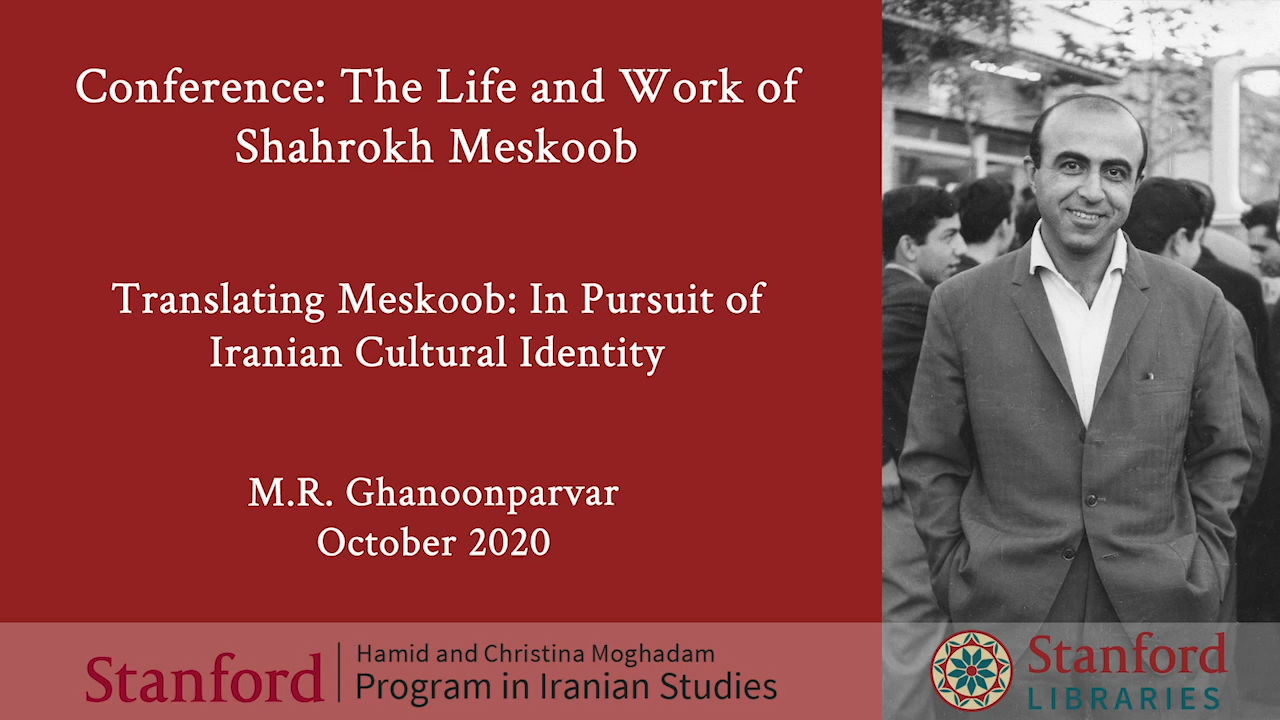 Conference: The Life and Work of
Shahrokh Meskoob
Translating Meskoob: In Pursuit of
Iranian Cultural Identity
M.R. Ghanoonparvar
October 2020
Stanford
Hamid and Christina Moghadam
Program in Iranian Studies
Stanford
LIBRARIES